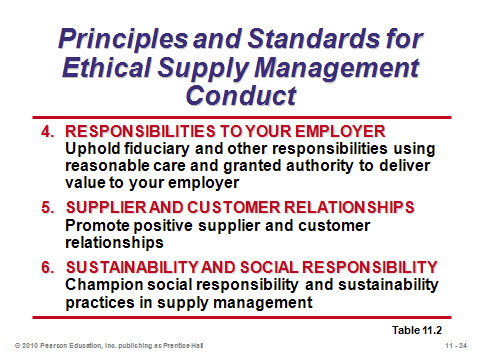 Principles and Standards for
Ethical Supply Management
Conduct
4. RESPONSIBILITIES TO YOUR EMPLOYER
Uphold fiduciary and other responsibilities using
reasonable care and granted authority to deliver
value to your employer
5. SUPPLIER AND CUSTOMER RELATIONSHIPS
Promote positive supplier and customer
relationships
6. SUSTAINABILITY AND SOCIAL RESPONSIBILITY
Champion social responsibility and sustainability
practices in supply management
Table 11.2
© 2010 Pearson Education, Inc. publishing as Prentice Hall
11 - 24